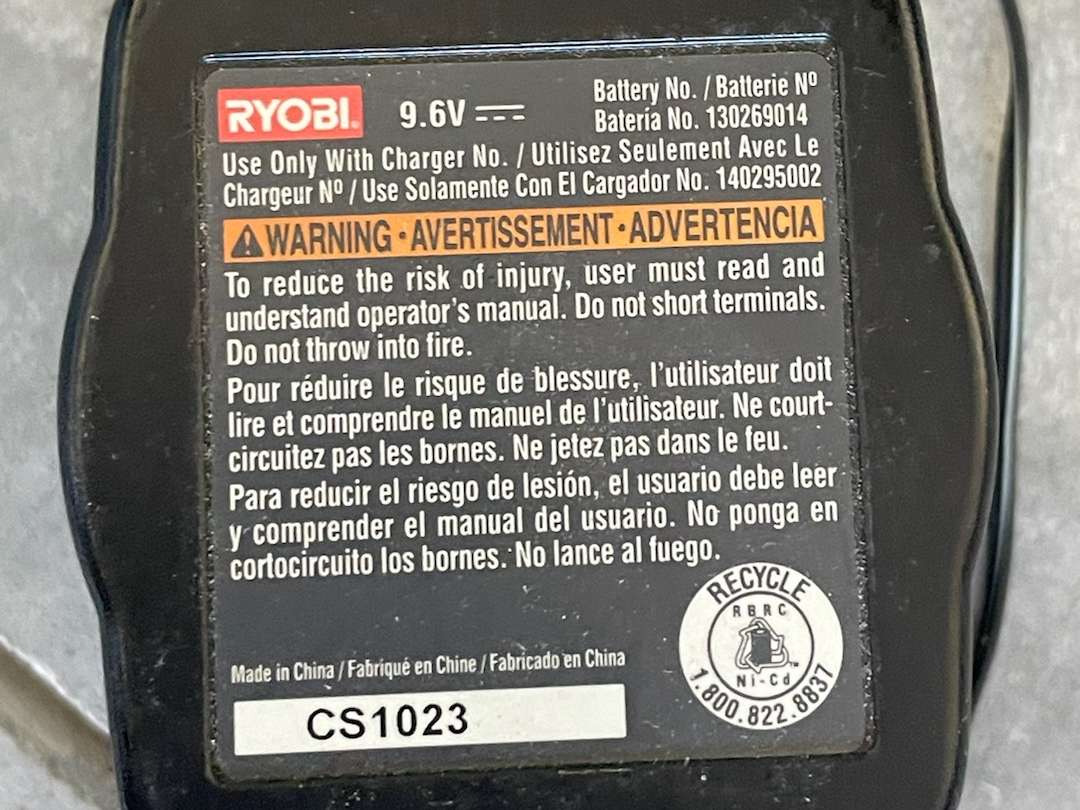 RYOBI.
9.6V
Battery No. / Batterie Nº
Batería No. 130269014
Use Only With Charger No. / Utilisez Seulement Avec Le
Chargeur Nº / Use Solamente Con El Cargador No. 140295002
WARNING · AVERTISSEMENT · ADVERTENCIA
To reduce the risk of injury, user must read and
understand operator's manual. Do not short terminals.
Do not throw into fire.
Pour réduire le risque de blessure, l'utilisateur doit
lire et comprendre le manuel de l'utilisateur. Ne court-
circuitez pas les bornes. Ne jetez pas dans le feu.
Para reducir el riesgo de lesión, el usuario debe leer
y comprender el manual del usuario. No ponga en
cortocircuito los bornes. No lance al fuego.
Made in China / Fabriqué en Chine / Fabricado en China
CS1023
RECYCLE
RBRC
TM
Ni-Cd
1.800.822.8837